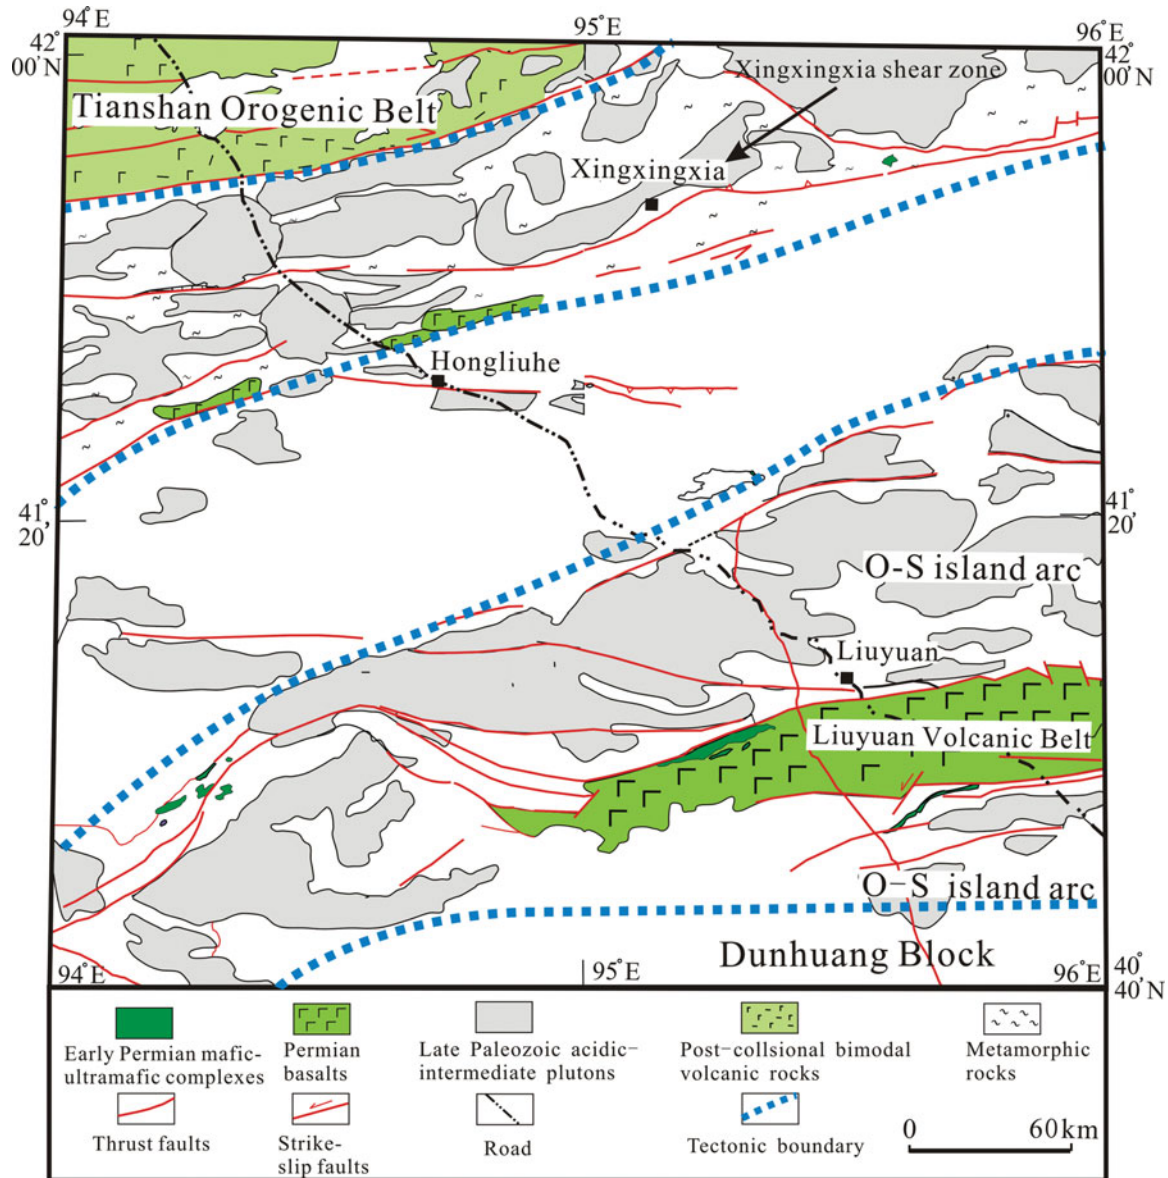 94°E
95°E
96°E
42°
00′N
42°
00′N
Xingxingxia shear zone
Tianshan Orogenic Belt
Xingxingxia
Hongliuhe
41°
20′
41°
20′
O-S island arc
Liuyuan
Liuyuan Volcanic Belt
O-S island arc
Dunhuang Block
94°E
95°E
96°E
40°
40′N
Early Permian mafic-
ultramafic complexes
Permian
basalts
Late Paleozoic acidic-
intermediate plutons
Post-collsional bimodal
volcanic rocks
Metamorphic
rocks
Thrust faults
Strike-
slip faults
Road
Tectonic boundary
0 60km